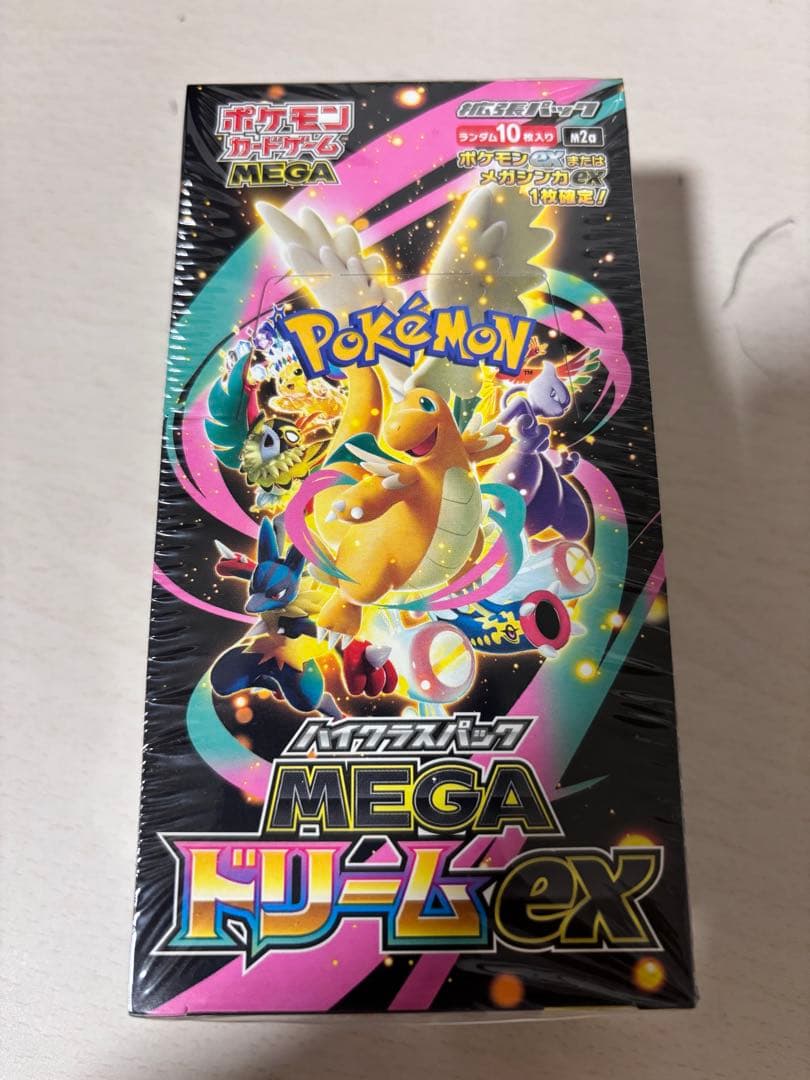 ポケモン
カードゲーム
MEGA
拡張パック
ランダム10枚入り M2a
ポケモンexまたは
メガシンカex
1枚確定!
POKéMON
TM
ハイクラスパック
MEGA
ドリームex